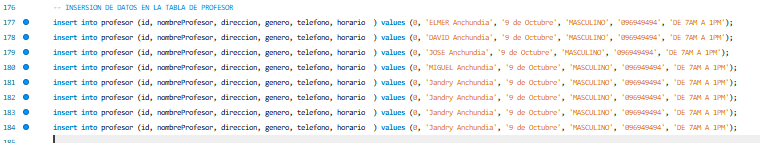 176 -- INSERSION DE DATOS EN LA TABLA DE PROFESOR
177 insert into profesor (id, nombreProfesor, direccion, genero, telefono, horario  ) values (0, 'ELMER Anchundia', '9 de Octubre', 'MASCULINO', '096949494', 'DE 7AM A 1PM');
178 insert into profesor (id, nombreProfesor, direccion, genero, telefono, horario  ) values (0, 'DAVID Anchundia', '9 de Octubre', 'MASCULINO', '096949494', 'DE 7AM A 1PM');
179 insert into profesor (id, nombreProfesor, direccion, genero, telefono, horario  ) values (0, 'JOSE Anchundia', '9 de Octubre', 'MASCULINO', '096949494', 'DE 7AM A 1PM');
180 insert into profesor (id, nombreProfesor, direccion, genero, telefono, horario  ) values (0, 'MIGUEL Anchundia', '9 de Octubre', 'MASCULINO', '096949494', 'DE 7AM A 1PM');
181 insert into profesor (id, nombreProfesor, direccion, genero, telefono, horario  ) values (0, 'Jandry Anchundia', '9 de Octubre', 'MASCULINO', '096949494', 'DE 7AM A 1PM');
182 insert into profesor (id, nombreProfesor, direccion, genero, telefono, horario  ) values (0, 'Jandry Anchundia', '9 de Octubre', 'MASCULINO', '096949494', 'DE 7AM A 1PM');
183 insert into profesor (id, nombreProfesor, direccion, genero, telefono, horario  ) values (0, 'Jandry Anchundia', '9 de Octubre', 'MASCULINO', '096949494', 'DE 7AM A 1PM');
184 insert into profesor (id, nombreProfesor, direccion, genero, telefono, horario  ) values (0, 'Jandry Anchundia', '9 de Octubre', 'MASCULINO', '096949494', 'DE 7AM A 1PM');
185